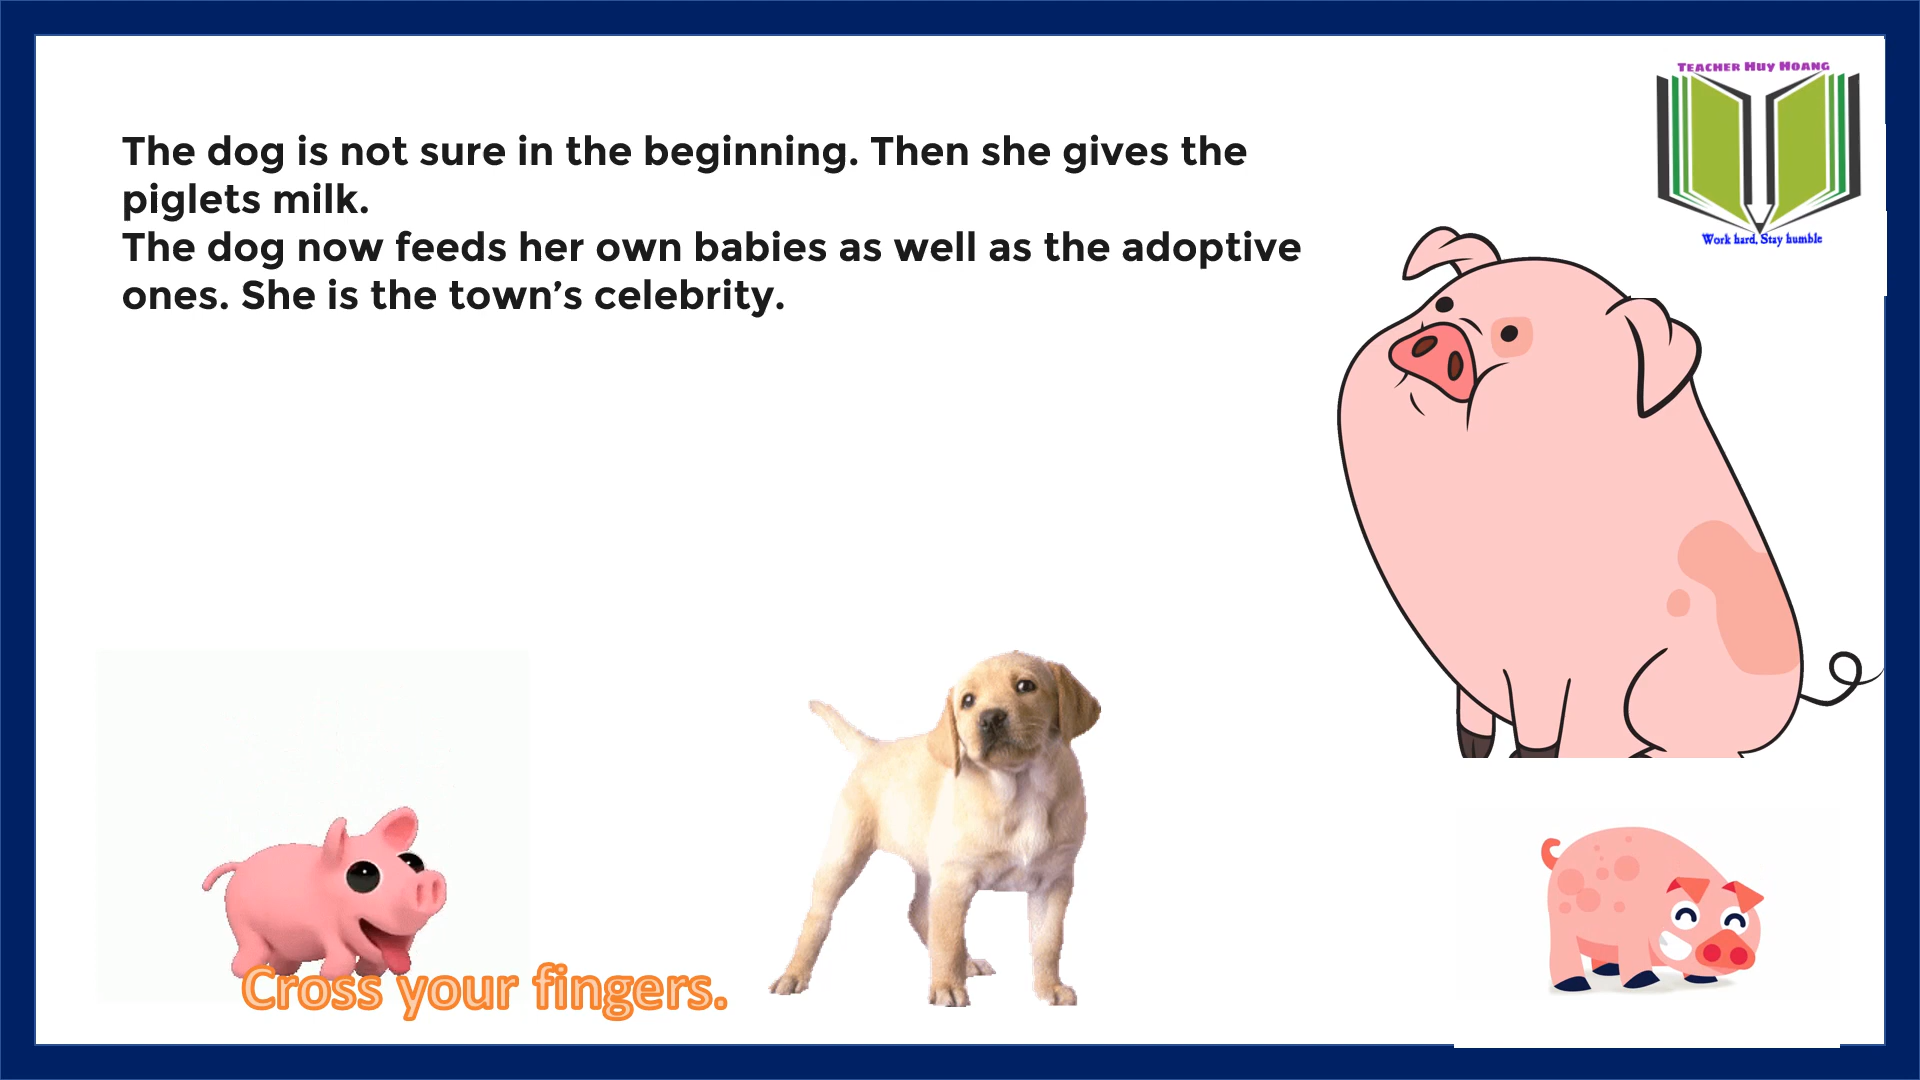 TEACHER HUY HOANG
The dog is not sure in the beginning. Then she gives the
piglets milk.
The dog now feeds her own babies as well as the adoptive
ones. She is the town’s celebrity.
Work hard, Stay humble
Cross your fingers.